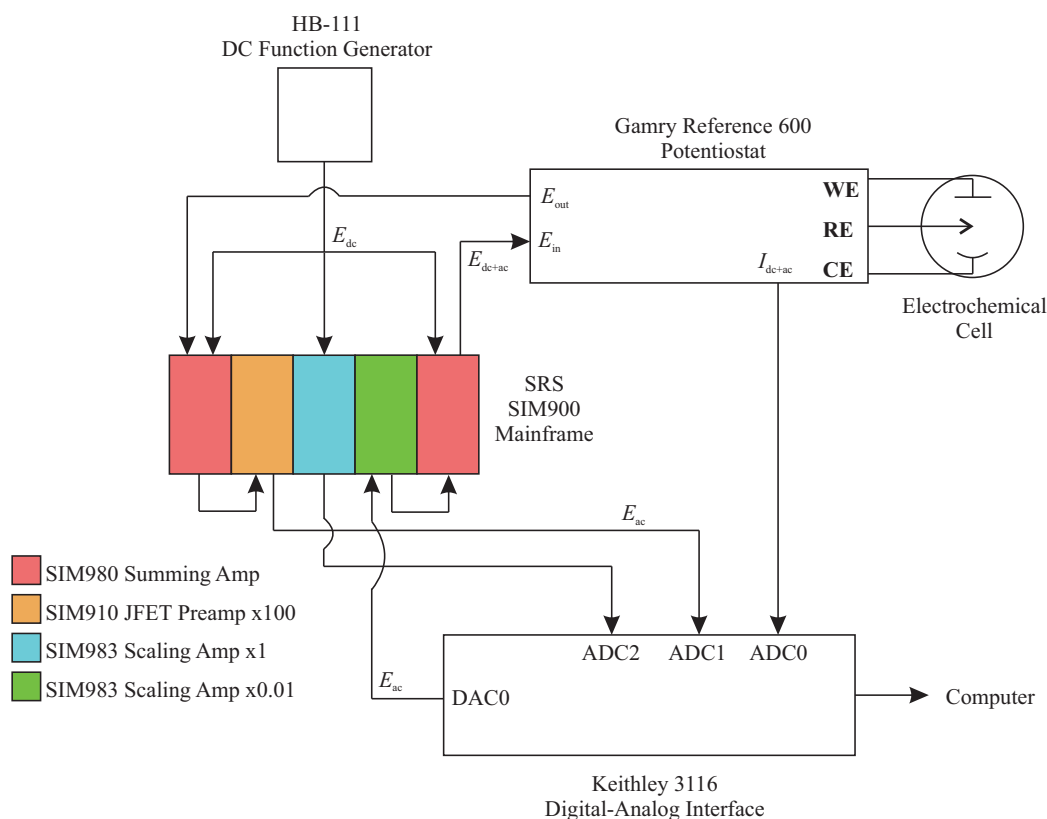 HB-111
DC Function Generator
Gamry Reference 600
Potentiostat
WE
E_out
E_dc
RE
E_in
E_dc+ac
I_dc+ac
CE
Electrochemical
Cell
SRS
SIM900
Mainframe
E_ac
SIM980 Summing Amp
SIM910 JFET Preamp x100
SIM983 Scaling Amp x1
SIM983 Scaling Amp x0.01
ADC2
ADC1
ADC0
E_ac
DAC0
Computer
Keithley 3116
Digital-Analog Interface